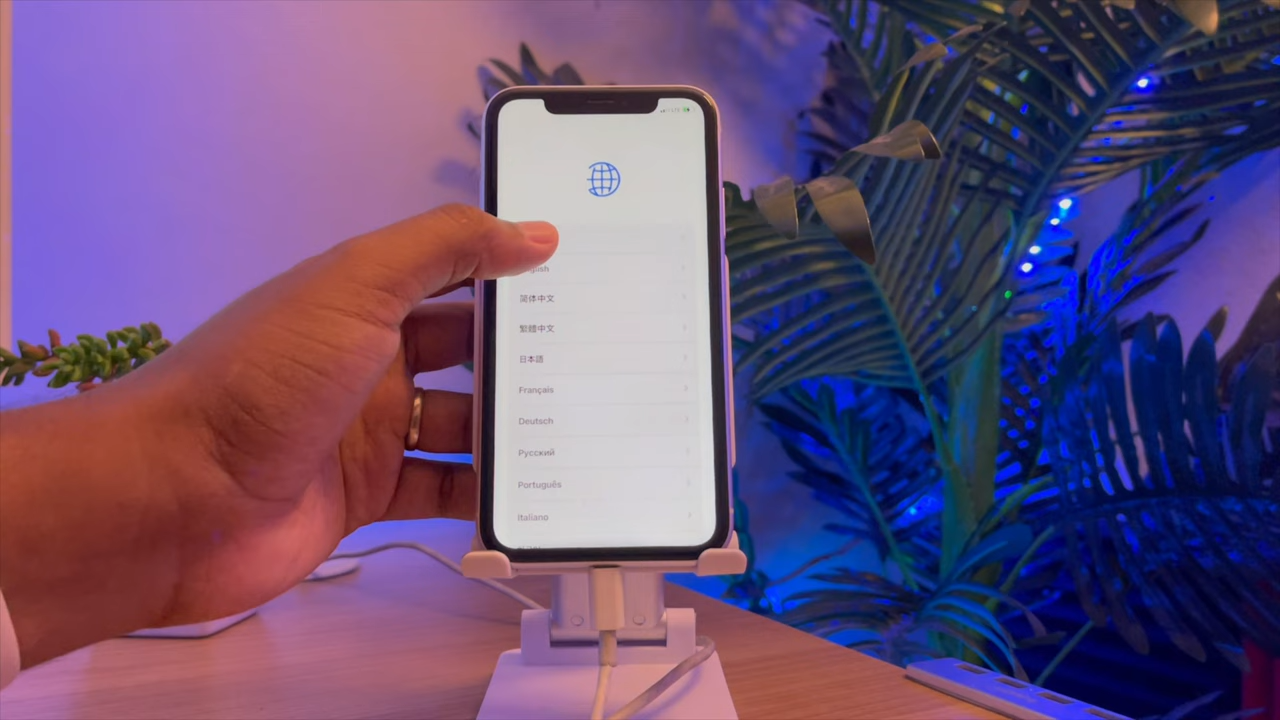 简体中文
繁體中文
日本語
Français
Deutsch
Русский
Português
Italiano